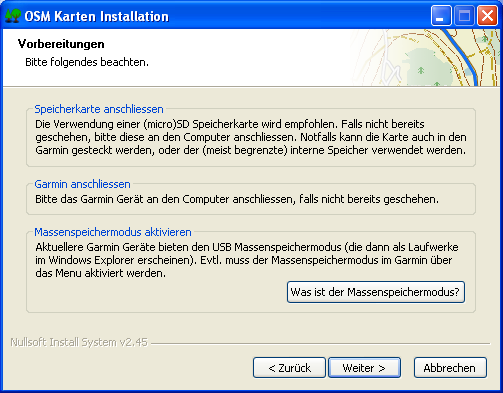 OSM Karten Installation
Vorbereitungen
Bitte folgendes beachten.
Speicherkarte anschliessen
Die Verwendung einer (micro)SD Speicherkarte wird empfohlen. Falls nicht bereits
geschehen, bitte diese an den Computer anschliessen. Notfalls kann die Karte auch in den
Garmin gesteckt werden, oder der (meist begrenzte) interne Speicher verwendet werden.
Garmin anschliessen
Bitte das Garmin Gerät an den Computer anschliessen, falls nicht bereits geschehen.
Massenspeichermodus aktivieren
Aktuellere Garmin Geräte bieten den USB Massenspeichermodus (die dann als Laufwerke
im Windows Explorer erscheinen). Evtl. muss der Massenspeichermodus im Garmin über
das Menu aktiviert werden.
Was ist der Massenspeichermodus?
Nullsoft Install System v2.45
< Zurück
Weiter >
Abbrechen